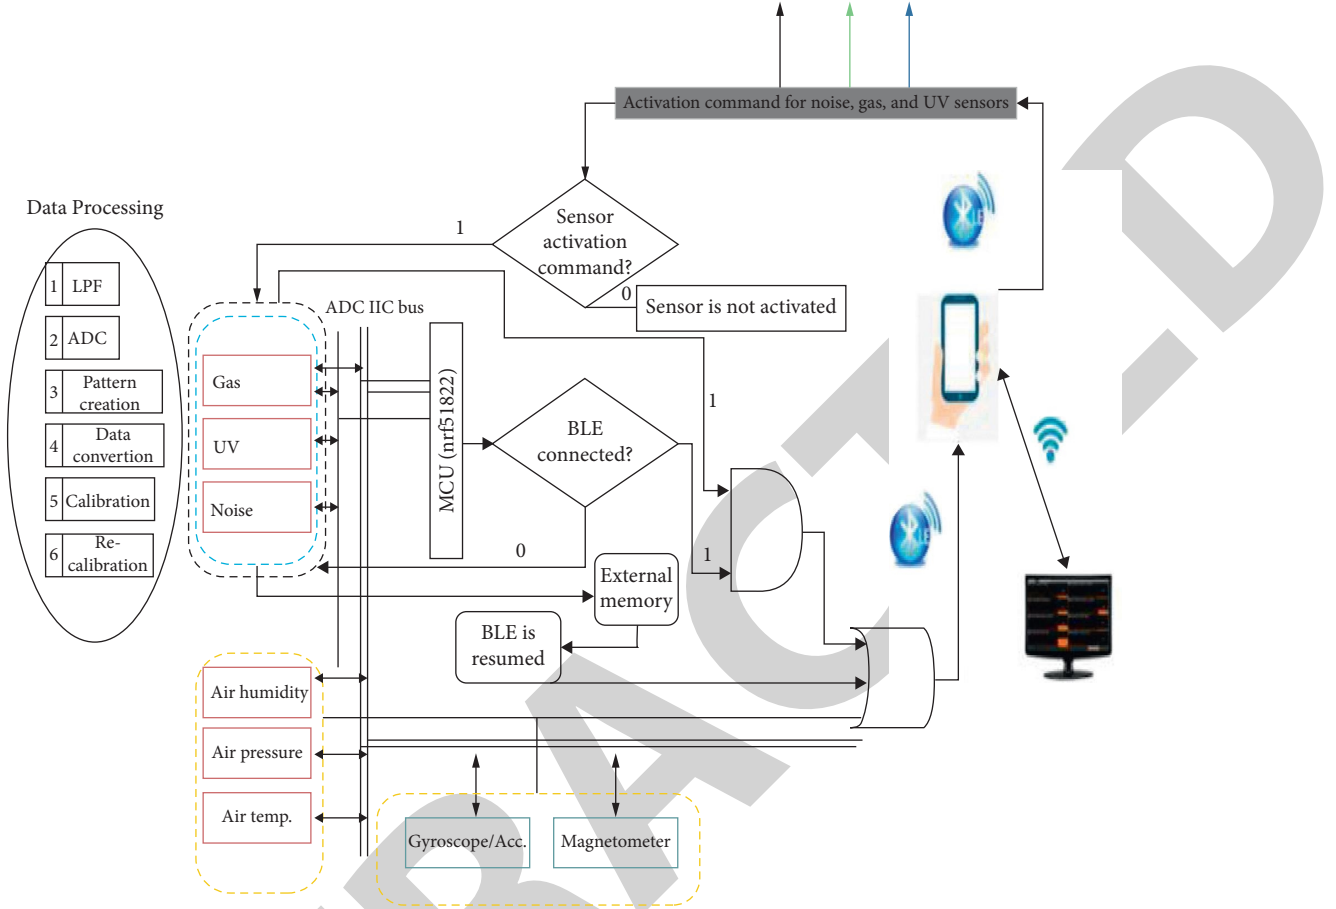 Activation command for noise, gas, and UV sensors
Data Processing
1 LPF
2 ADC
3 Pattern
creation
4 Data
convertion
5 Calibration
6 Re-
calibration
Sensor
activation
command?
1
0
Sensor is not activated
ADC IIC bus
Gas
UV
Noise
MCU (nrf51822)
BLE
connected?
1
1
0
External
memory
BLE is
resumed
Air humidity
Air pressure
Air temp.
Gyroscope/Acc.
Magnetometer
RACTED